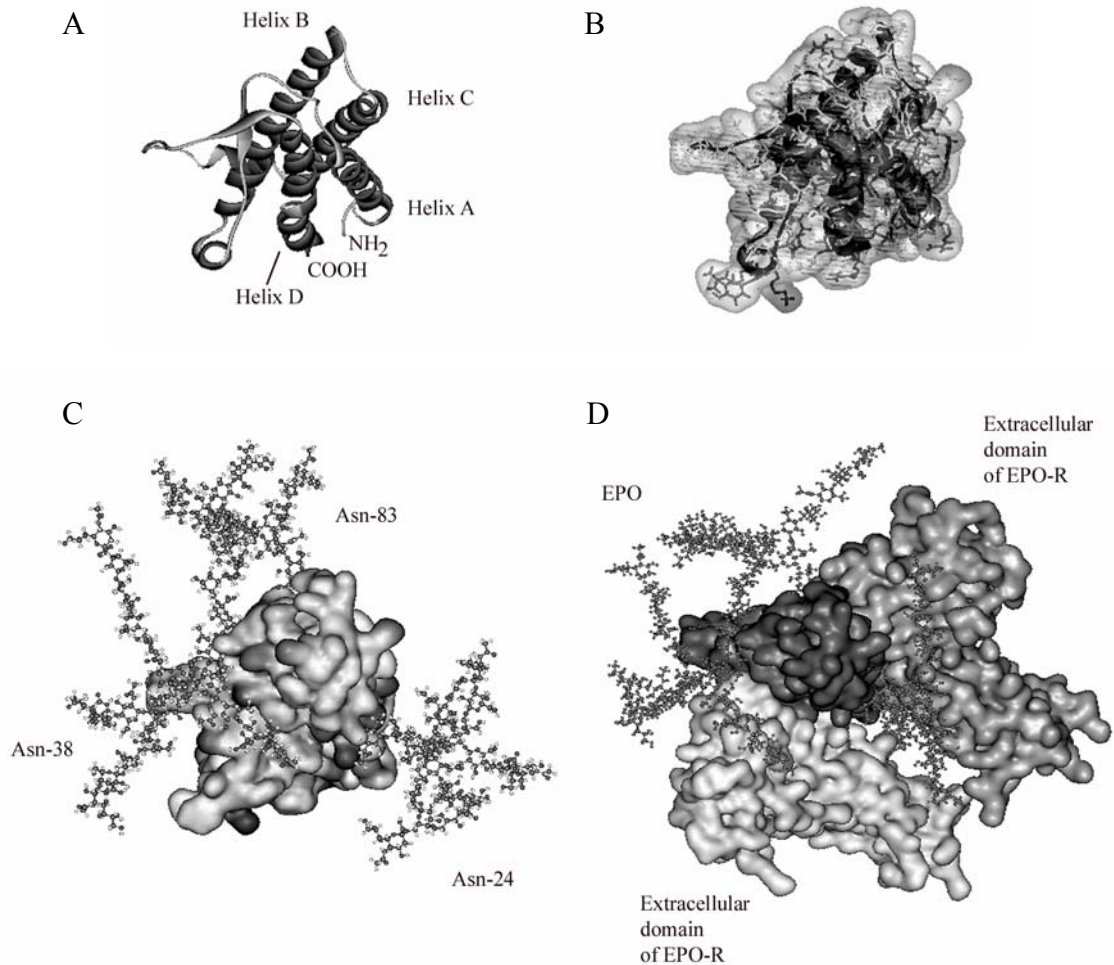 A
Helix B
Helix C
Helix A
NH2
COOH
Helix D
B
C
Asn-83
Asn-38
Asn-24
D
Extracellular
domain
of EPO-R
EPO
Extracellular
domain
of EPO-R